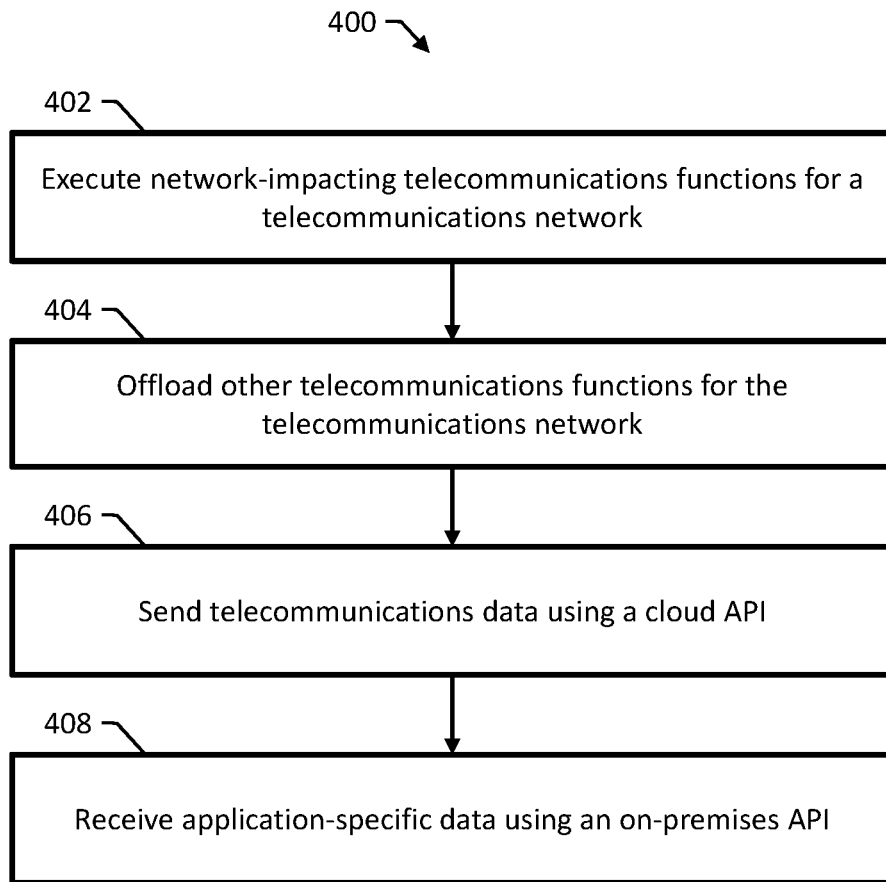 400
402
Execute network-impacting telecommunications functions for a
telecommunications network
404
Offload other telecommunications functions for the
telecommunications network
406
Send telecommunications data using a cloud API
408
Receive application-specific data using an on-premises API